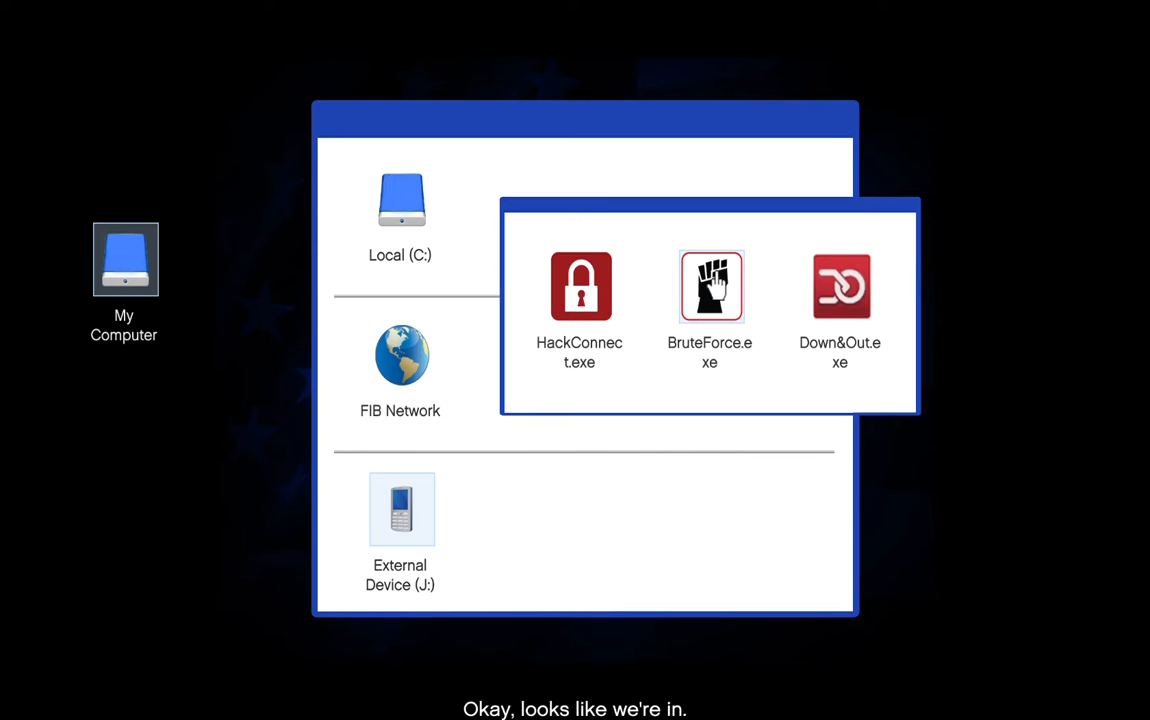 My
Computer
Local (C:)
FIB Network
External
Device (J:)
HackConnec
t.exe
BruteForce.e
xe
Down&Out.e
xe
Okay, looks like we're in.